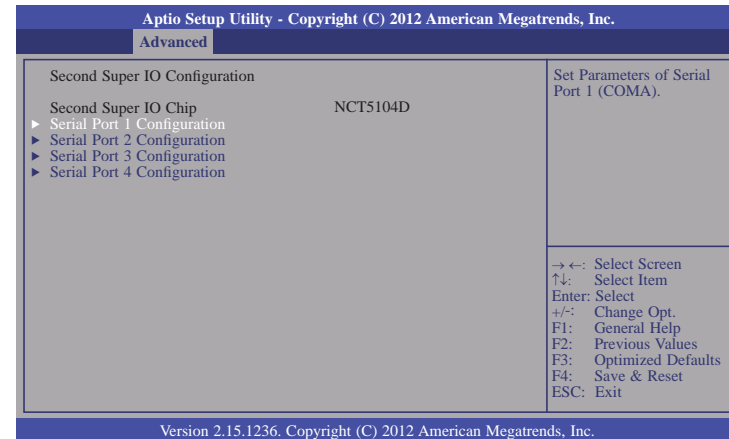 Aptio Setup Utility - Copyright (C) 2012 American Megatrends, Inc.
Advanced
Second Super IO Configuration
Second Super IO Chip NCT5104D
► Serial Port 1 Configuration
► Serial Port 2 Configuration
► Serial Port 3 Configuration
► Serial Port 4 Configuration
Set Parameters of Serial
Port 1 (COMA).
→←: Select Screen
↑↓: Select Item
Enter: Select
+/-: Change Opt.
F1: General Help
F2: Previous Values
F3: Optimized Defaults
F4: Save & Reset
ESC: Exit
Version 2.15.1236. Copyright (C) 2012 American Megatrends, Inc.